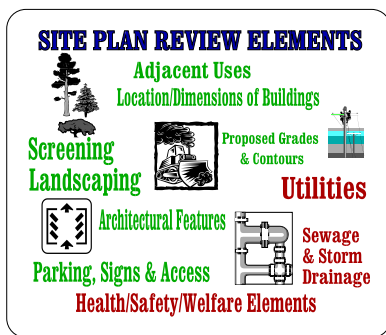 SITE PLAN REVIEW ELEMENTS
Adjacent Uses
Location/Dimensions of Buildings
Proposed Grades
& Contours
Screening
Landscaping
Utilities
Architectural Features
Sewage
& Storm
Drainage
Parking, Signs & Access
Health/Safety/Welfare Elements